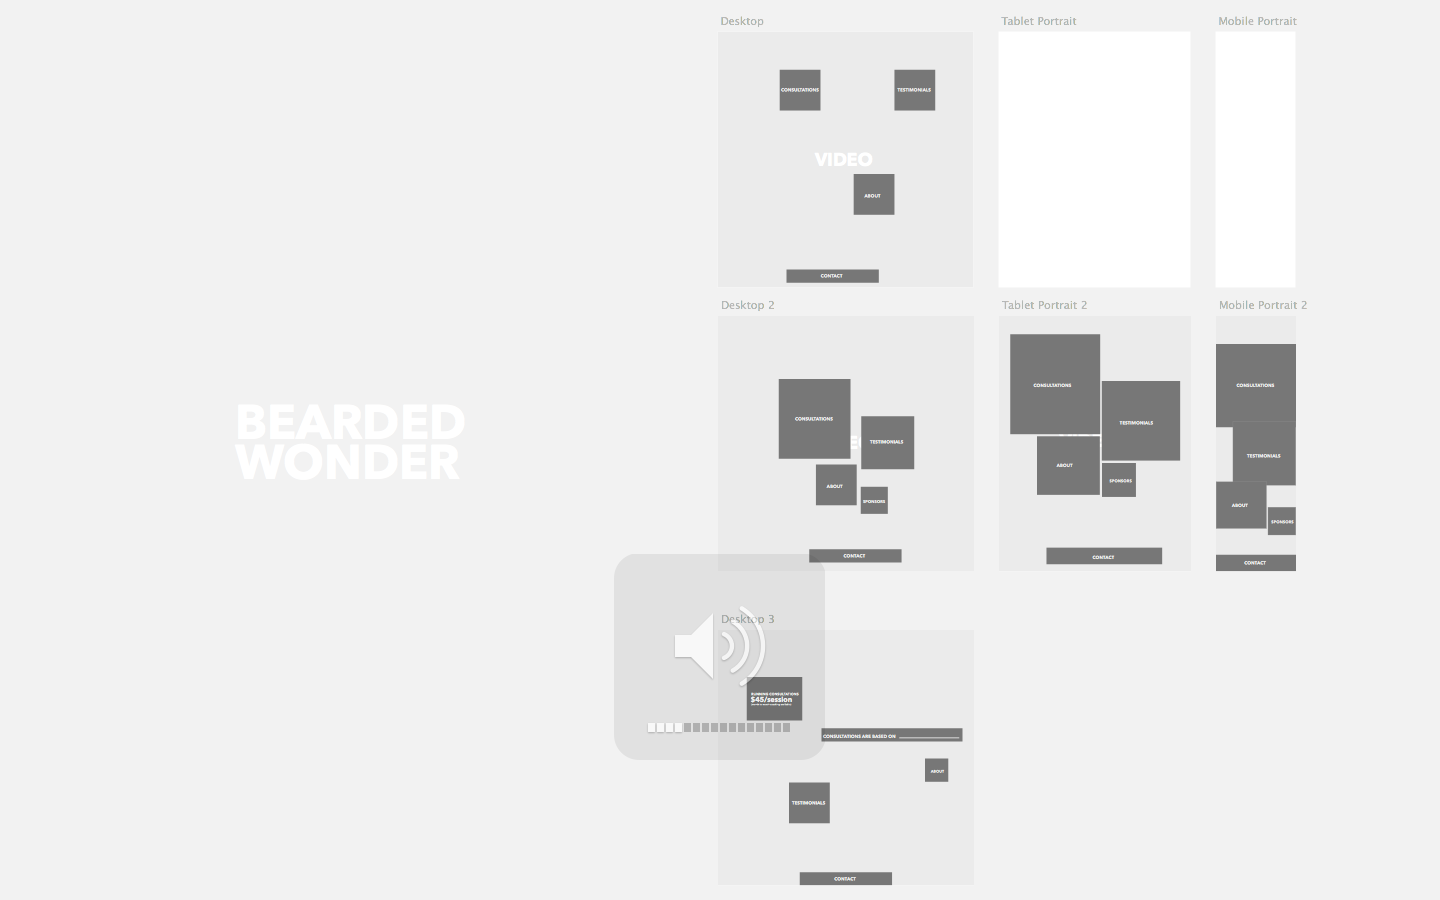 Desktop
Tablet Portrait
Mobile Portrait
CONSULTATIONS
TESTIMONIALS
VIDEO
ABOUT
CONTACT
Desktop 2
Tablet Portrait 2
Mobile Portrait 2
CONSULTATIONS
TESTIMONIALS
ABOUT
SPONSORS
CONTACT
CONSULTATIONS
TESTIMONIALS
ABOUT
SPONSORS
CONTACT
CONSULTATIONS
TESTIMONIALS
ABOUT
SPONSORS
CONTACT
BEARDED
WONDER
Desktop 3
RUNNING CONSULTATIONS
$45/session
CONSULTATIONS ARE BASED ON
ABOUT
TESTIMONIALS
CONTACT